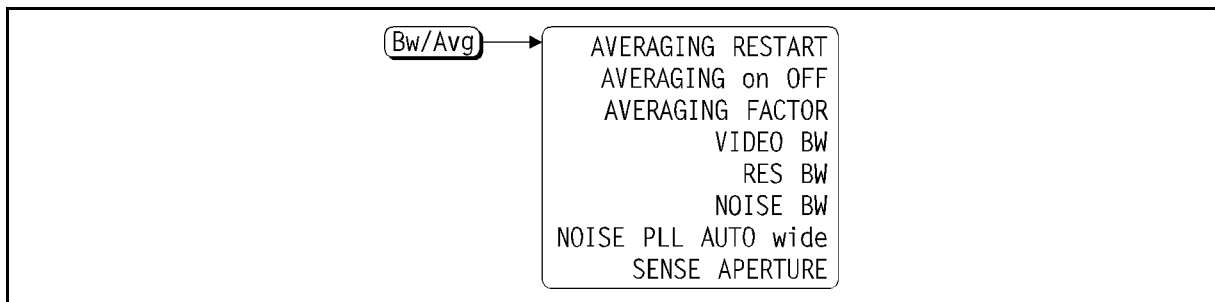 Bw/Avg
AVERAGING RESTART
AVERAGING on OFF
AVERAGING FACTOR
VIDEO BW
RES BW
NOISE BW
NOISE PLL AUTO wide
SENSE APERTURE